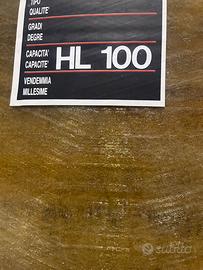 TIPO
QUALITE'
GRADI
DEGRE
CAPACITA'
CAPACITE'
HL 100
VENDEMMIA
MILLESIME
subito